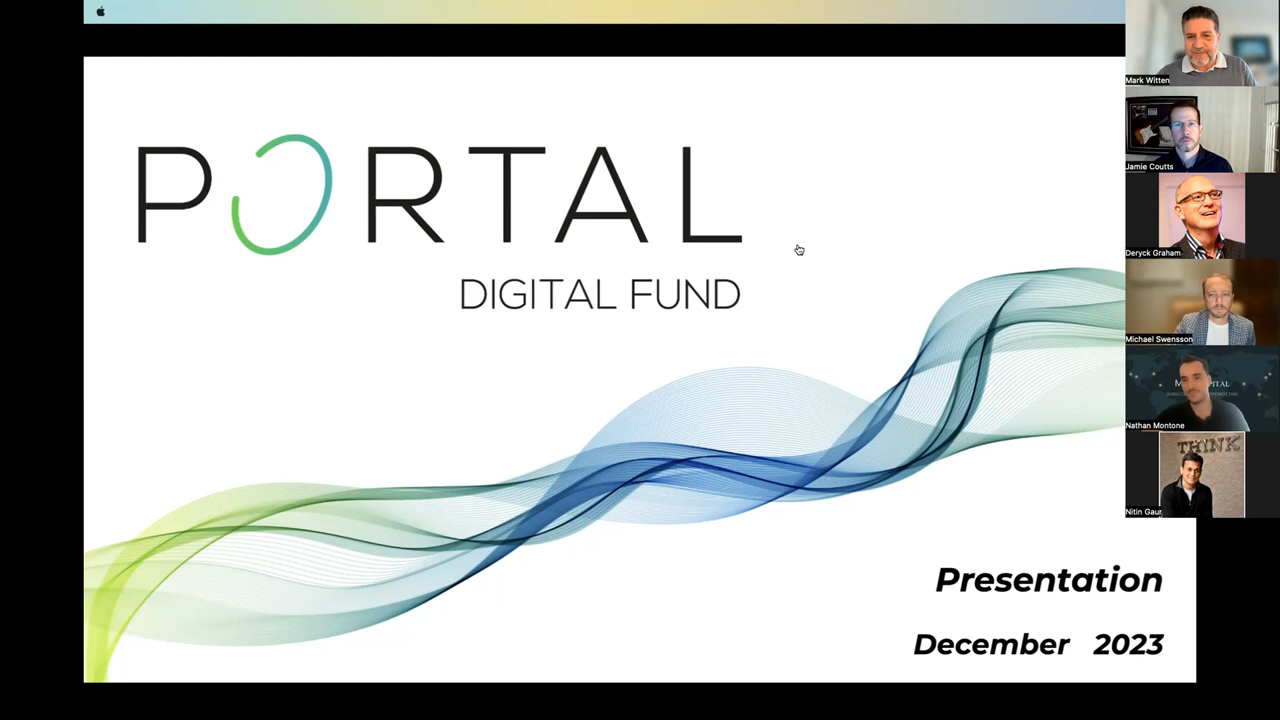 PORTAL
DIGITAL FUND
Presentation
December 2023
Mark Witten
Jamie Coutts
Deryck Graham
Michael Swensson
Nathan Montone
THINK
Nitin Gaur